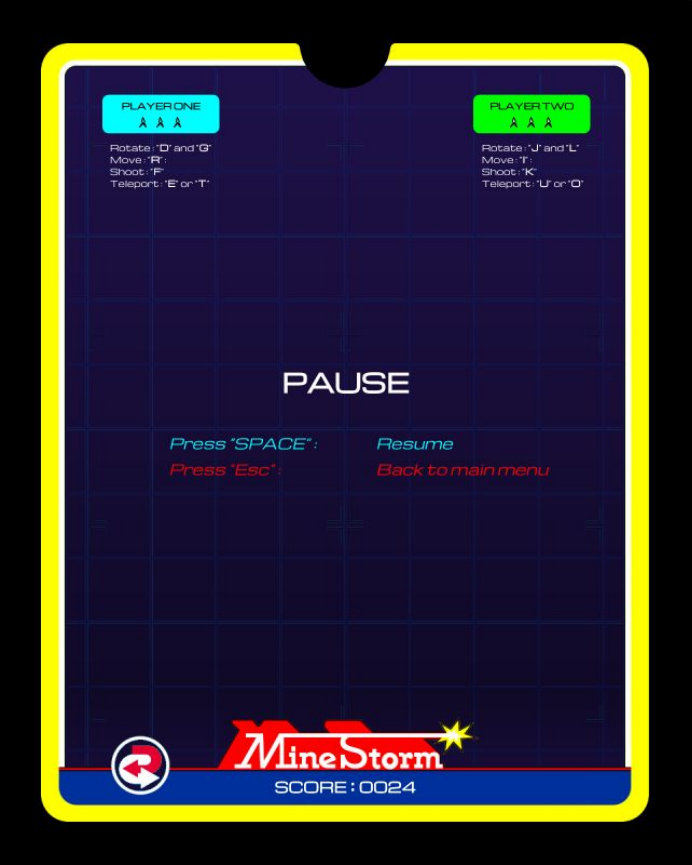 PLAYER ONE
Rotate : "D" and "G"
Move : "R" :
Shoot : "F"
Teleport : "E" or "T"
PLAYER TWO
Rotate : "J" and "L"
Move : "I" :
Shoot : "K"
Teleport : "U" or "O"
PAUSE
Press "SPACE" : Resume
Press "Esc" : Back to main menu
MineStorm
SCORE : 0024